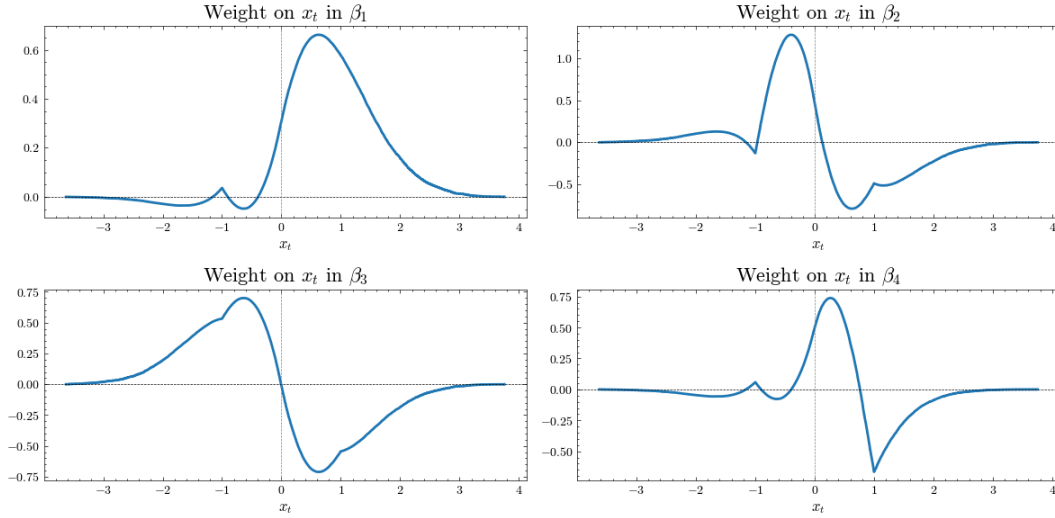 Weight on $x_t$ in $\beta_1$
0.6
0.4
0.2
0.0
−3 −2 −1 0 1 2 3 4
$x_t$
Weight on $x_t$ in $\beta_2$
1.0
0.5
0.0
−0.5
−3 −2 −1 0 1 2 3 4
$x_t$
Weight on $x_t$ in $\beta_3$
0.75
0.50
0.25
0.00
−0.25
−0.50
−0.75
−3 −2 −1 0 1 2 3 4
$x_t$
Weight on $x_t$ in $\beta_4$
0.75
0.50
0.25
0.00
−0.25
−0.50
−3 −2 −1 0 1 2 3 4
$x_t$